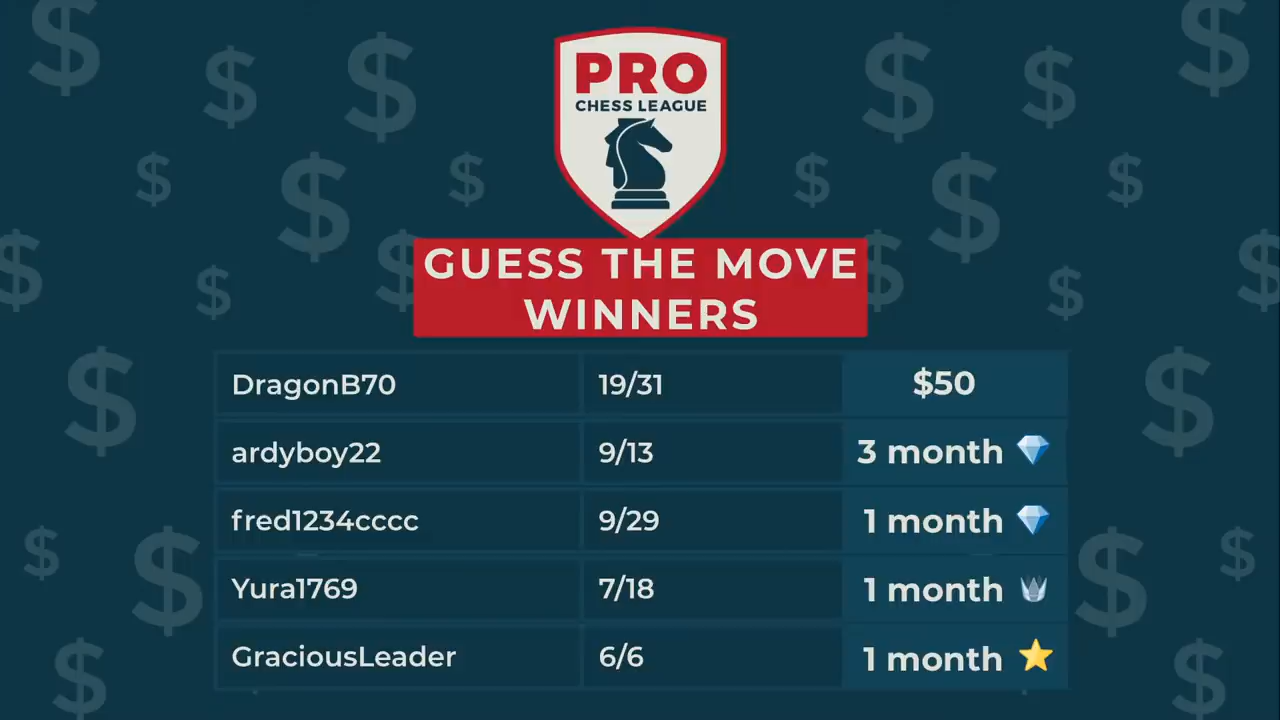 PRO
CHESS LEAGUE
GUESS THE MOVE
WINNERS
DragonB70 19/31 $50
ardyboy22 9/13 3 month 💎
fred1234cccc 9/29 1 month 💎
Yura1769 7/18 1 month
GraciousLeader 6/6 1 month ⭐